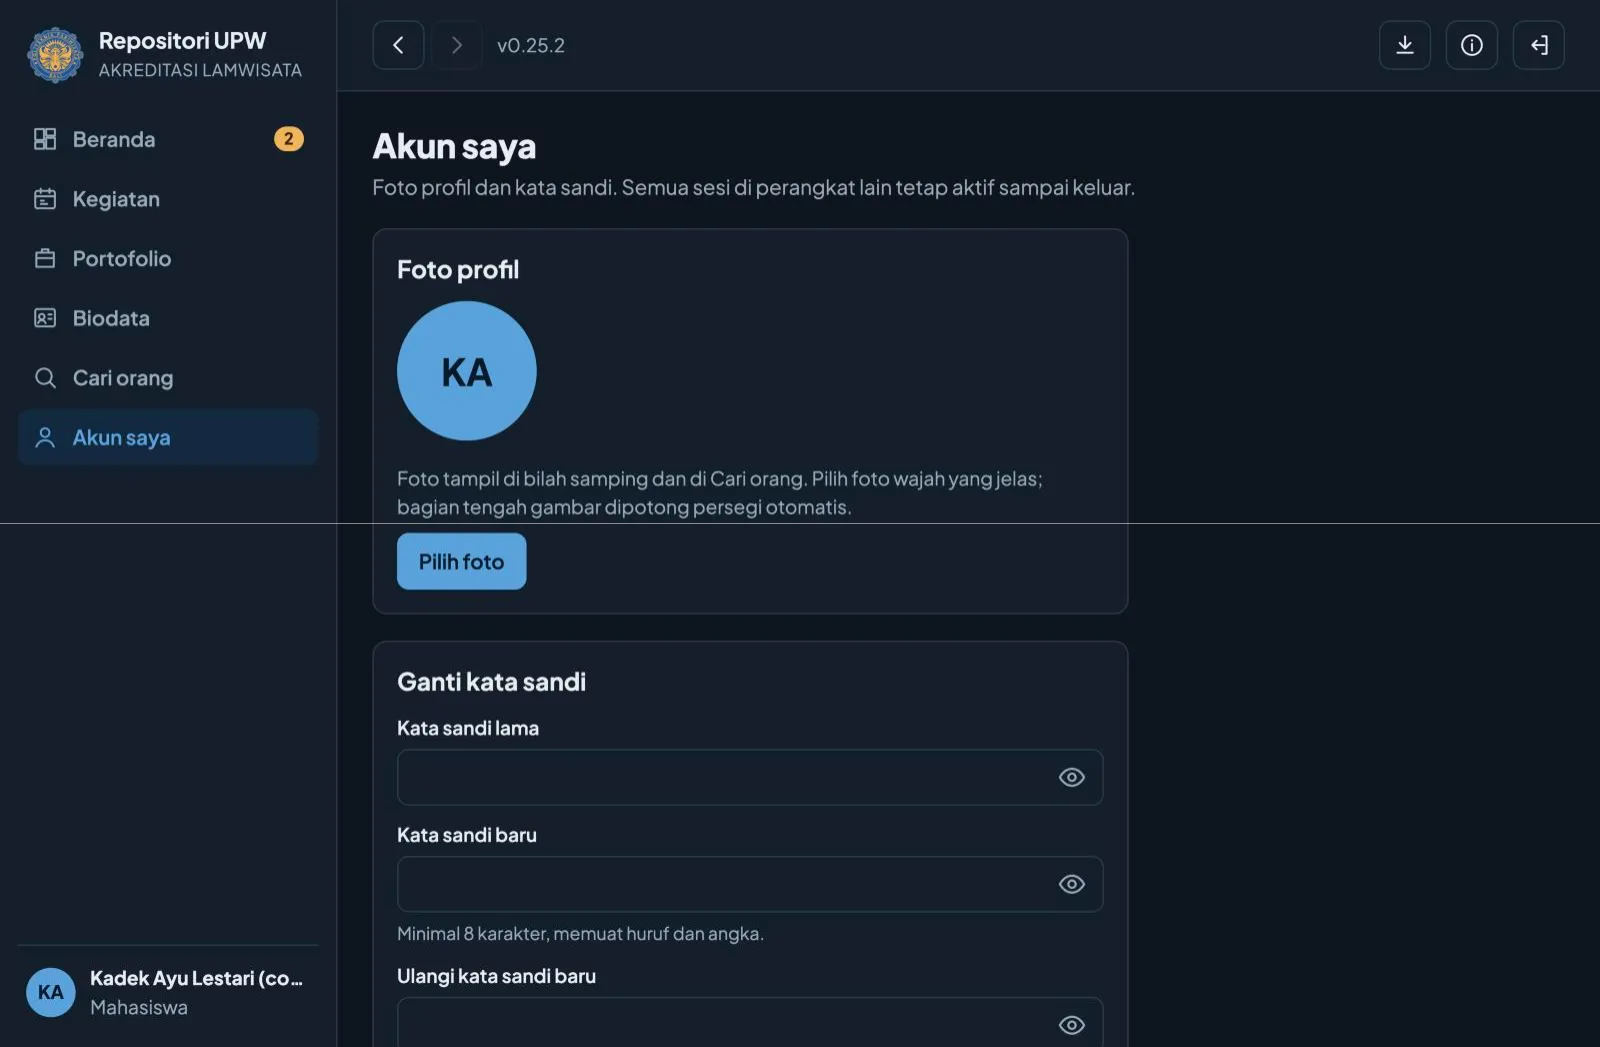 Repositori UPW
AKREDITASI LAMWISATA
Beranda
2
Kegiatan
Portofolio
Biodata
Cari orang
Akun saya
Kadek Ayu Lestari (co...
KA
Mahasiswa
v0.25.2
Akun saya
Foto profil dan kata sandi. Semua sesi di perangkat lain tetap aktif sampai keluar.
Foto profil
KA
Foto tampil di bilah samping dan di Cari orang. Pilih foto wajah yang jelas;
bagian tengah gambar dipotong persegi otomatis.
Pilih foto
Ganti kata sandi
Kata sandi lama
Kata sandi baru
Minimal 8 karakter, memuat huruf dan angka.
Ulangi kata sandi baru